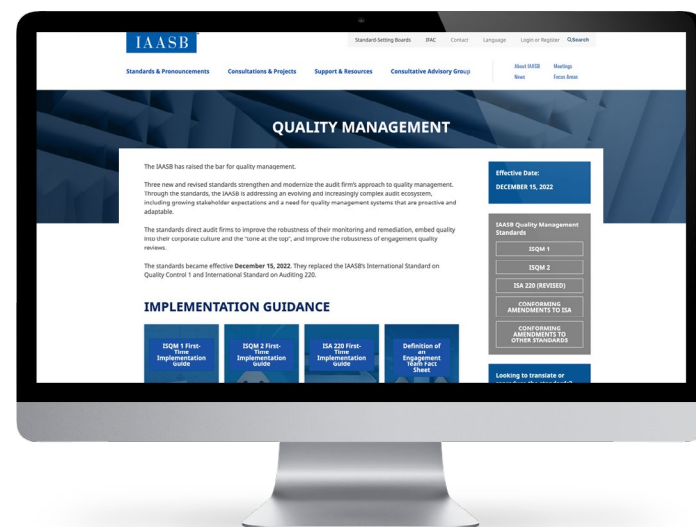 IAASB
Standard-Setting Boards IFAC Contact Language Login or Register Search
Standards & Pronouncements Consultations & Projects Support & Resources Consultative Advisory Group
About IAASB Meetings
News Focus Areas
QUALITY MANAGEMENT
The IAASB has raised the bar for quality management.
Three new and revised standards strengthen and modernize the audit firm's approach to quality management.
Through the standards, the IAASB is addressing an evolving and increasingly complex audit ecosystem,
including growing stakeholder expectations and a need for quality management systems that are proactive and
adaptable.
The standards direct audit firms to improve the robustness of their monitoring and remediation, embed quality
into their corporate culture and the "tone at the top", and improve the robustness of engagement quality
reviews.
The standards became effective December 15, 2022. They replaced the IAASB's International Standard on
Quality Control 1 and International Standard on Auditing 220.
IMPLEMENTATION GUIDANCE
ISQM 1 First-
Time
Implementation
Guide
ISQM 2 First-
Time
Implementation
Guide
ISA 220 First-
Time
Implementation
Guide
Definition of
an
Engagement
Team Fact
Sheet
Effective Date:
DECEMBER 15, 2022
IAASB Quality Management
Standards
ISQM 1
ISQM 2
ISA 220 (REVISED)
CONFORMING
AMENDMENTS TO ISA
CONFORMING
AMENDMENTS TO
OTHER STANDARDS
Looking to translate or